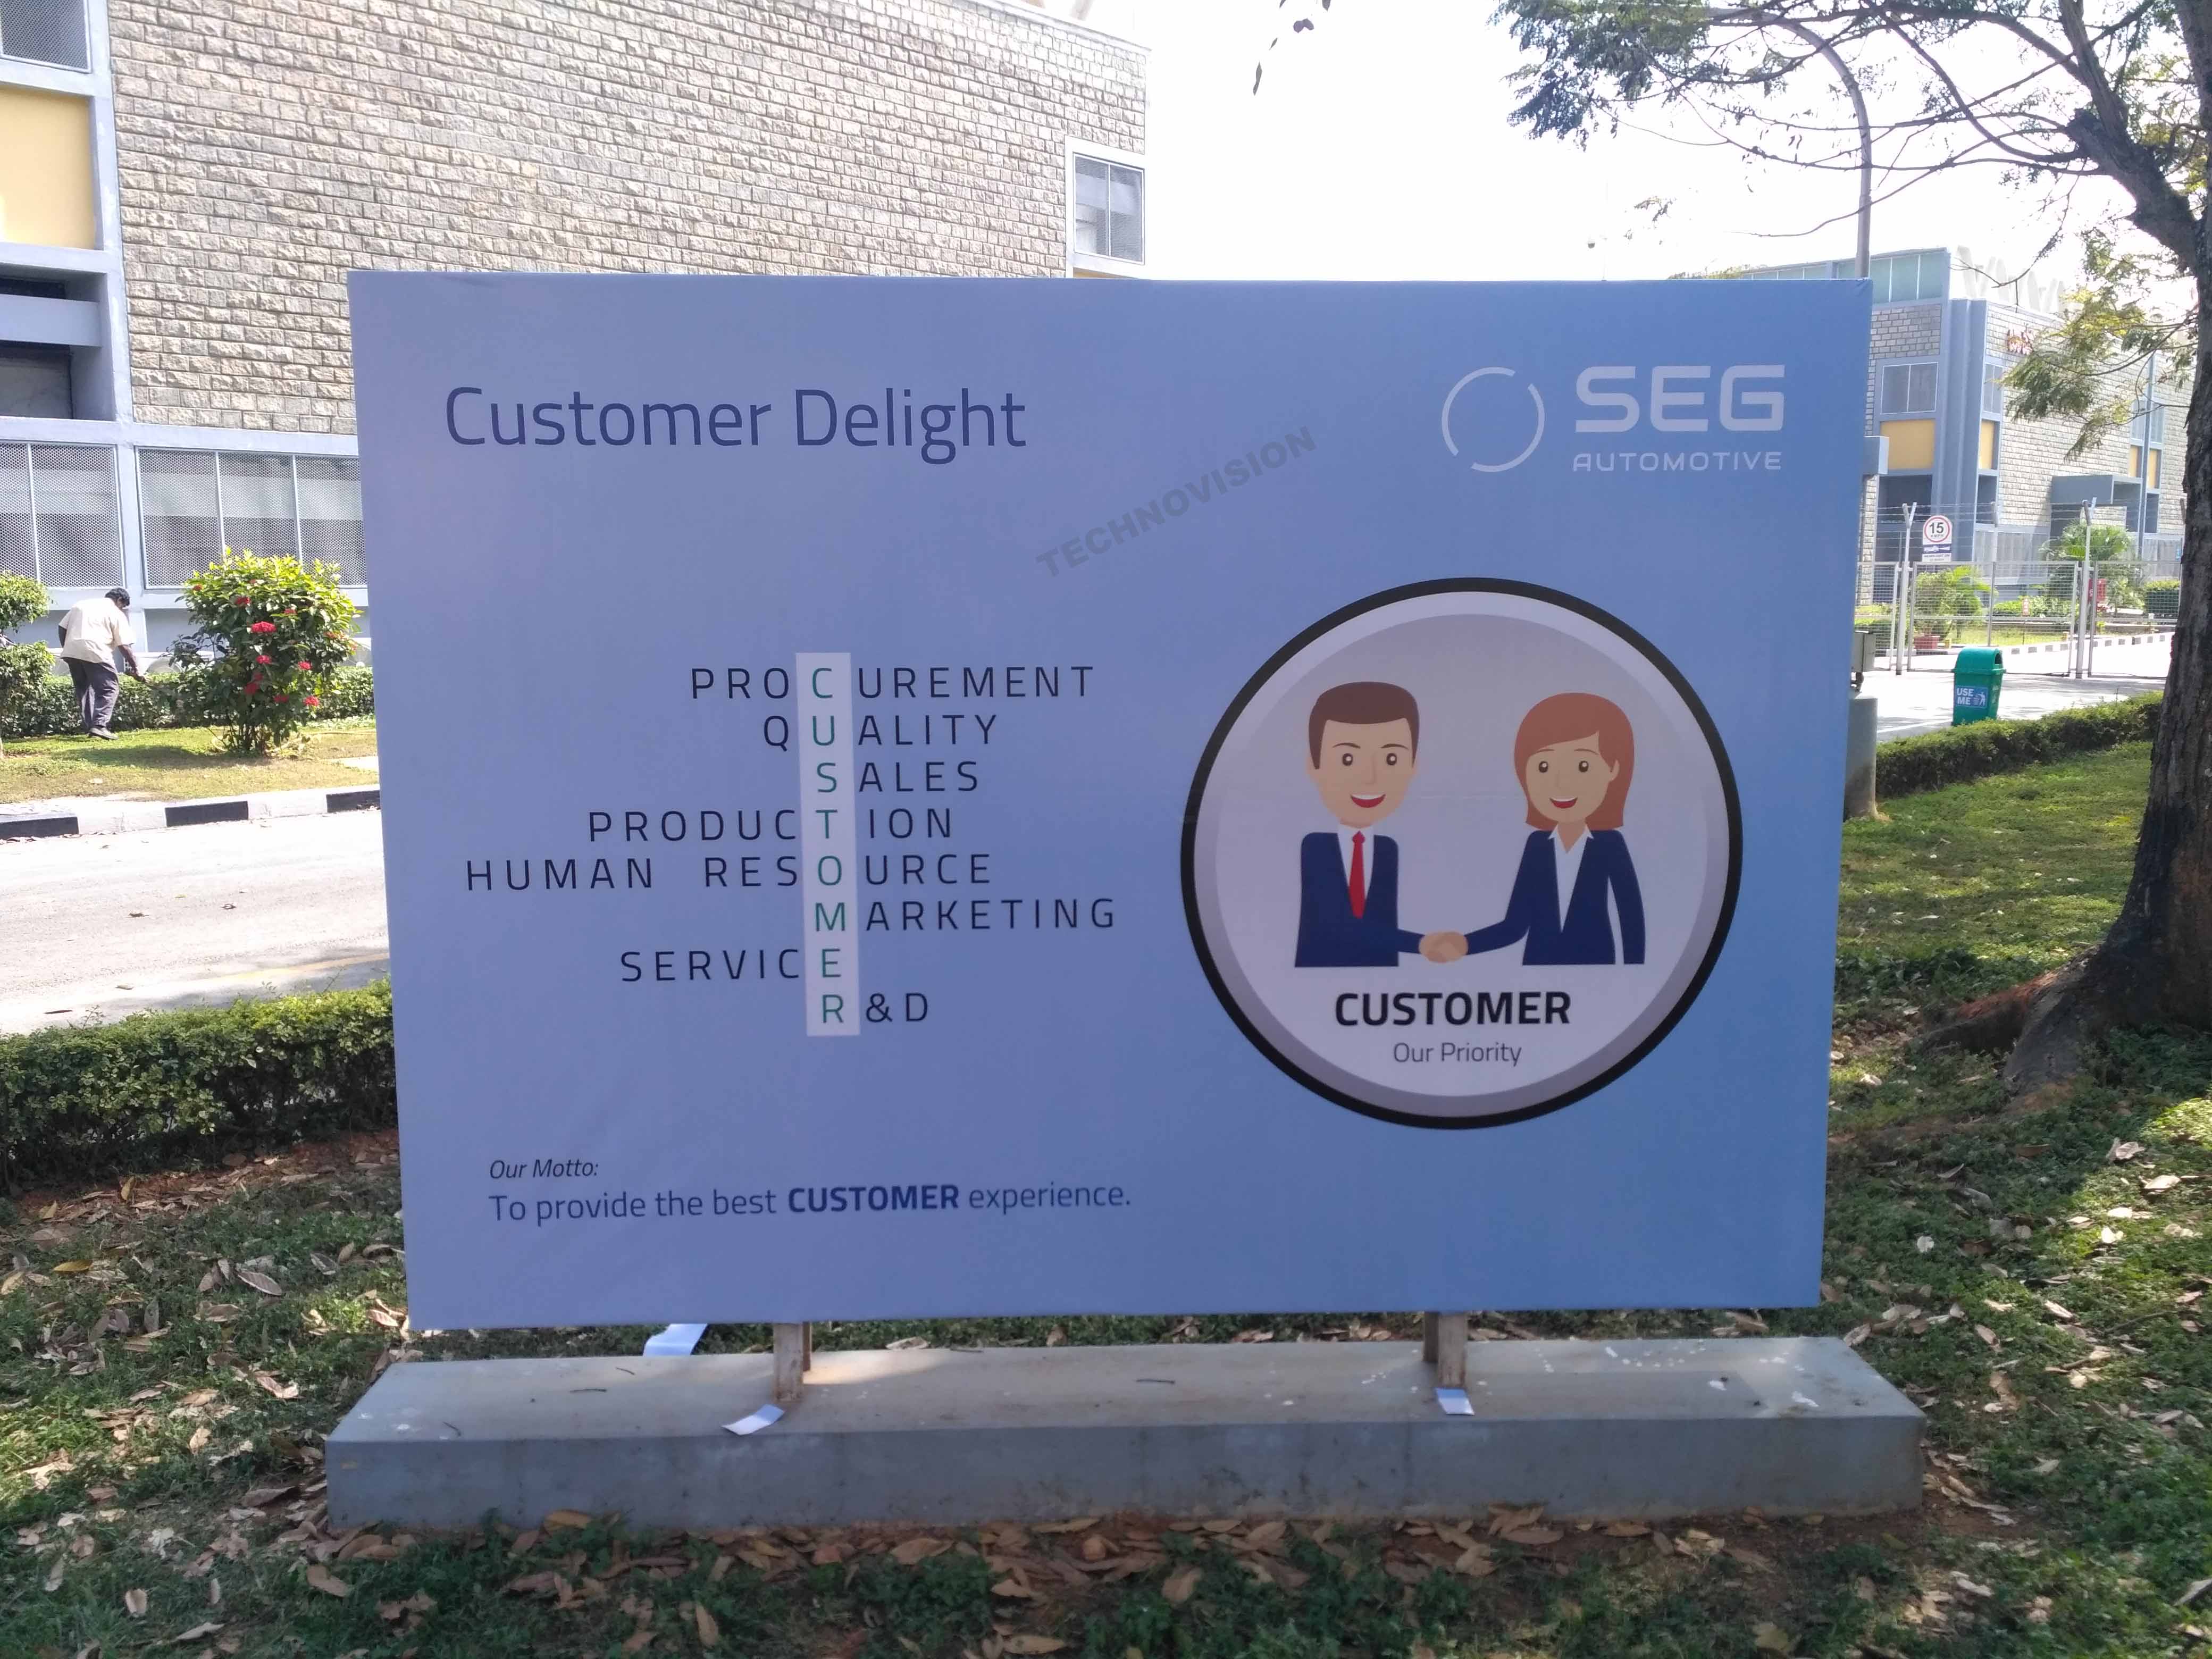 Customer Delight
SEG
AUTOMOTIVE
TECHNOVISION
PROCUREMENT
QUALITY
SALES
PRODUCTION
HUMAN RESOURCE
MARKETING
SERVICE
R&D
CUSTOMER
Our Priority
Our Motto:
To provide the best CUSTOMER experience.
15
USE
ME